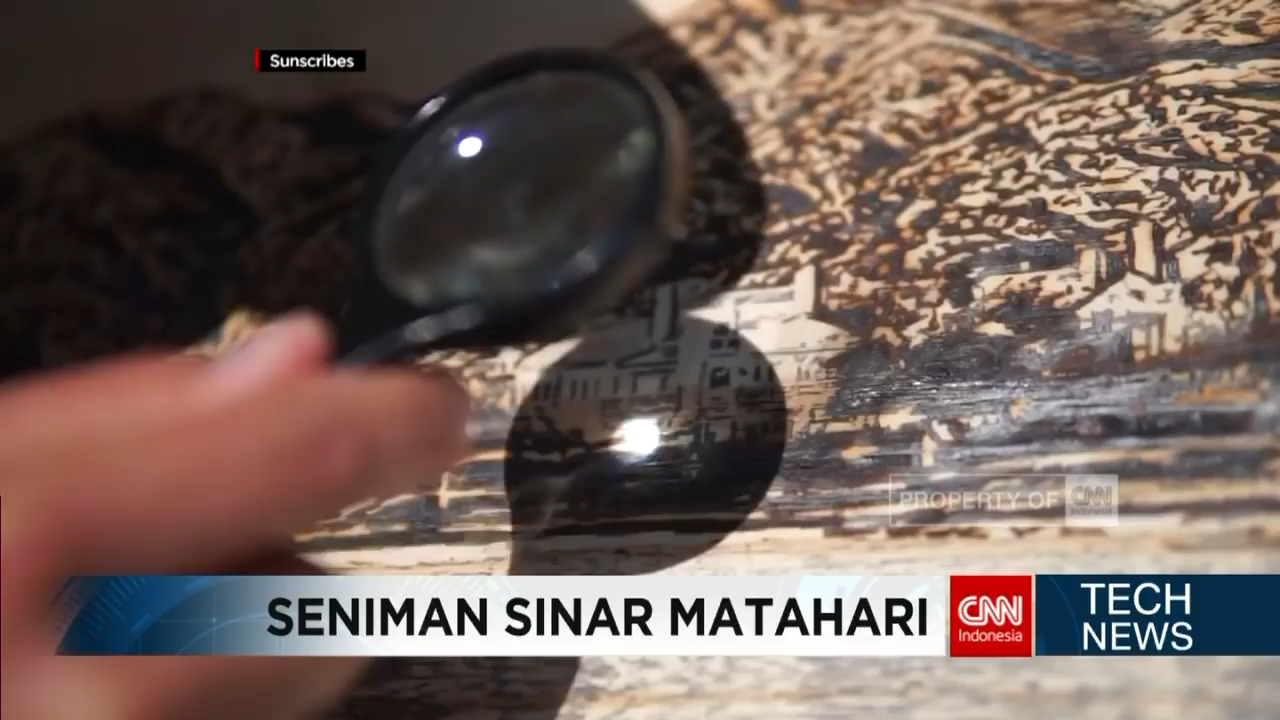 Sunscribes
PROPERTY OF CNN Indonesia
SENIMAN SINAR MATAHARI
CNN Indonesia
TECH NEWS